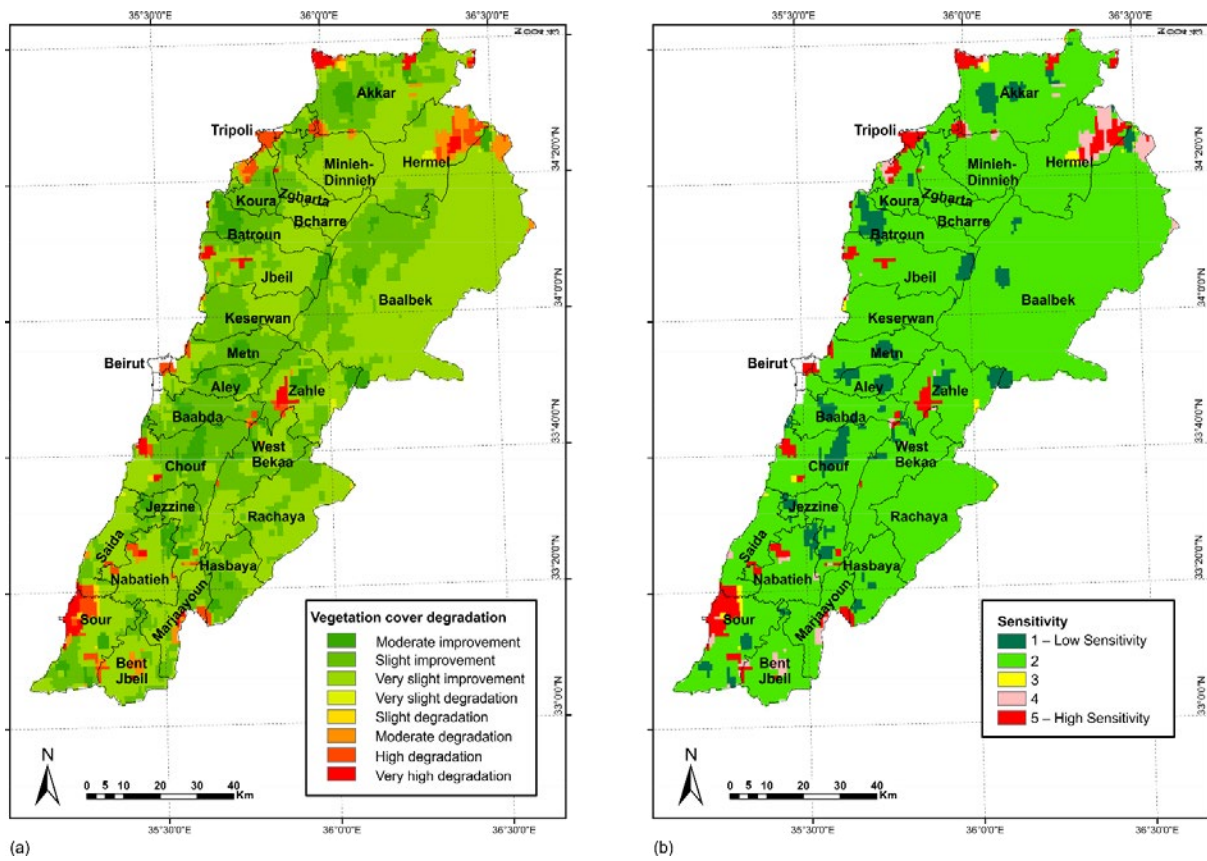 35°30'0"E 36°0'0"E 36°30'0"E
Akkar
Tripoli
Hermel
Minieh-
Dinnieh
Zgharta
Koura
Bcharre
Batroun
Jbeil
Baalbek
Keserwan
Metn
Beirut
Aley
Zahle
Baabda
West
Bekaa
Chouf
Jezzine
Rachaya
Saida
Hasbaya
Nabatieh
Marjaayoun
Sour
Bent
Jbeil
34°20'0"N
34°0'0"N
33°40'0"N
33°20'0"N
33°0'0"N
Vegetation cover degradation
Moderate improvement
Slight improvement
Very slight improvement
Very slight degradation
Slight degradation
Moderate degradation
High degradation
Very high degradation
N
0 5 10 20 30 40
Km
35°30'0"E 36°0'0"E 36°30'0"E
(a)
35°30'0"E 36°0'0"E 36°30'0"E
Akkar
Tripoli
Hermel
Minieh-
Dinnieh
Zgharta
Koura
Bcharre
Batroun
Jbeil
Baalbek
Keserwan
Metn
Beirut
Aley
Zahle
Baabda
West
Bekaa
Chouf
Jezzine
Rachaya
Saida
Hasbaya
Nabatieh
Marjaayoun
Sour
Bent
Jbeil
34°20'0"N
34°0'0"N
33°40'0"N
33°20'0"N
33°0'0"N
Sensitivity
1 – Low Sensitivity
2
3
4
5 – High Sensitivity
N
0 5 10 20 30 40
Km
35°30'0"E 36°0'0"E 36°30'0"E
(b)